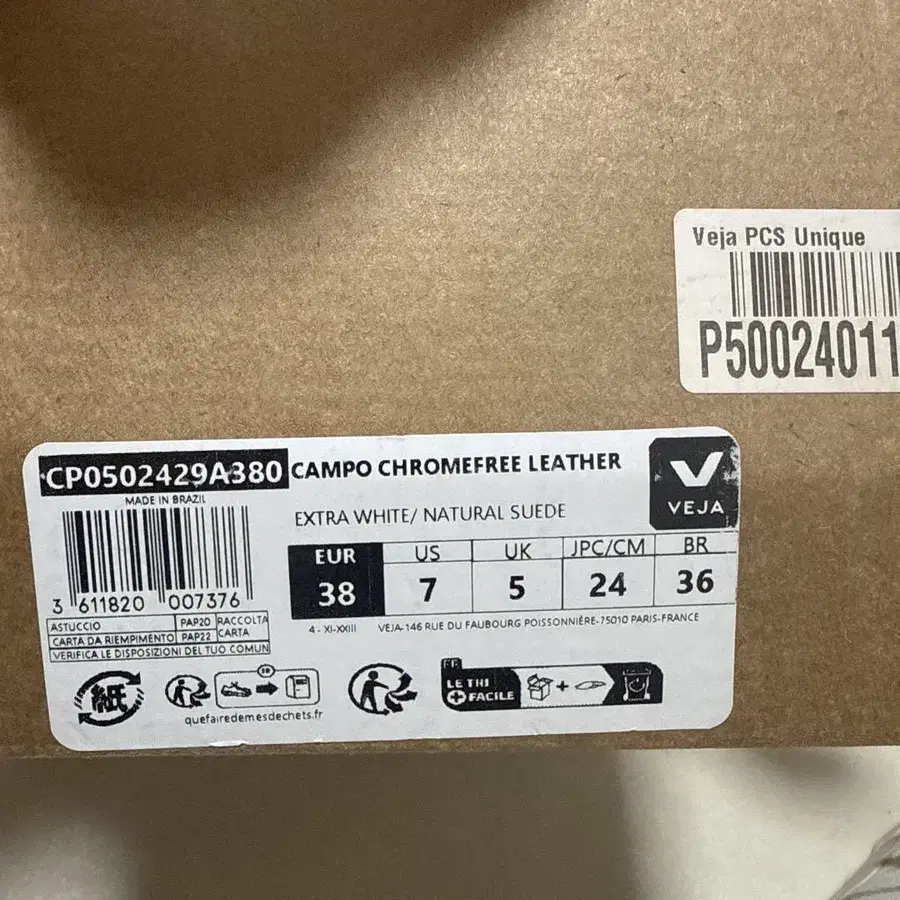 Veja PCS Unique
P50024011
CP0502429A380
CAMPO CHROMEFREE LEATHER
MADE IN BRAZIL
EXTRA WHITE/ NATURAL SUEDE
V
VEJA
EUR US UK JPC/CM BR
38 7 5 24 36
3 611820 007376
4 - XI-XXIII
VEJA-146 RUE DU FAUBOURG POISSONNIÈRE-75010 PARIS-FRANCE
ASTUCCIO PAP20 RACCOLTA
CARTA DA RIEMPIMENTO PAP22 CARTA
VERIFICA LE DISPOSIZIONI DEL TUO COMUN
FR
quefairedemesdechets.fr
FR
LE TRI
+ FACILE
+